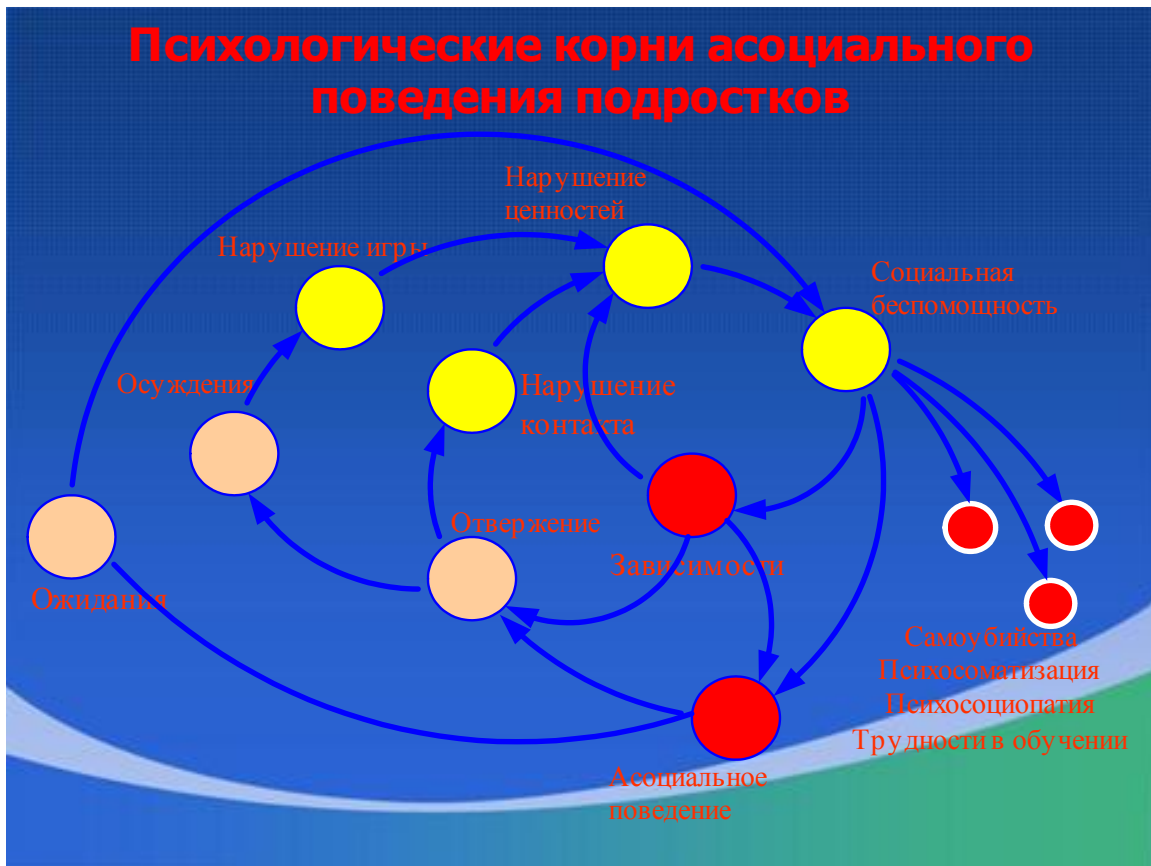 Психологические корни асоциального
поведения подростков
Нарушение
ценностей
Нарушение игры
Социальная
беспомощность
Осуждения
Нарушение
контакта
Отвержение
Зависимости
Ожидания
Самоубийства
Психосоматизация
Психосоциопатия
Трудности в обучении
Асоциальное
поведение